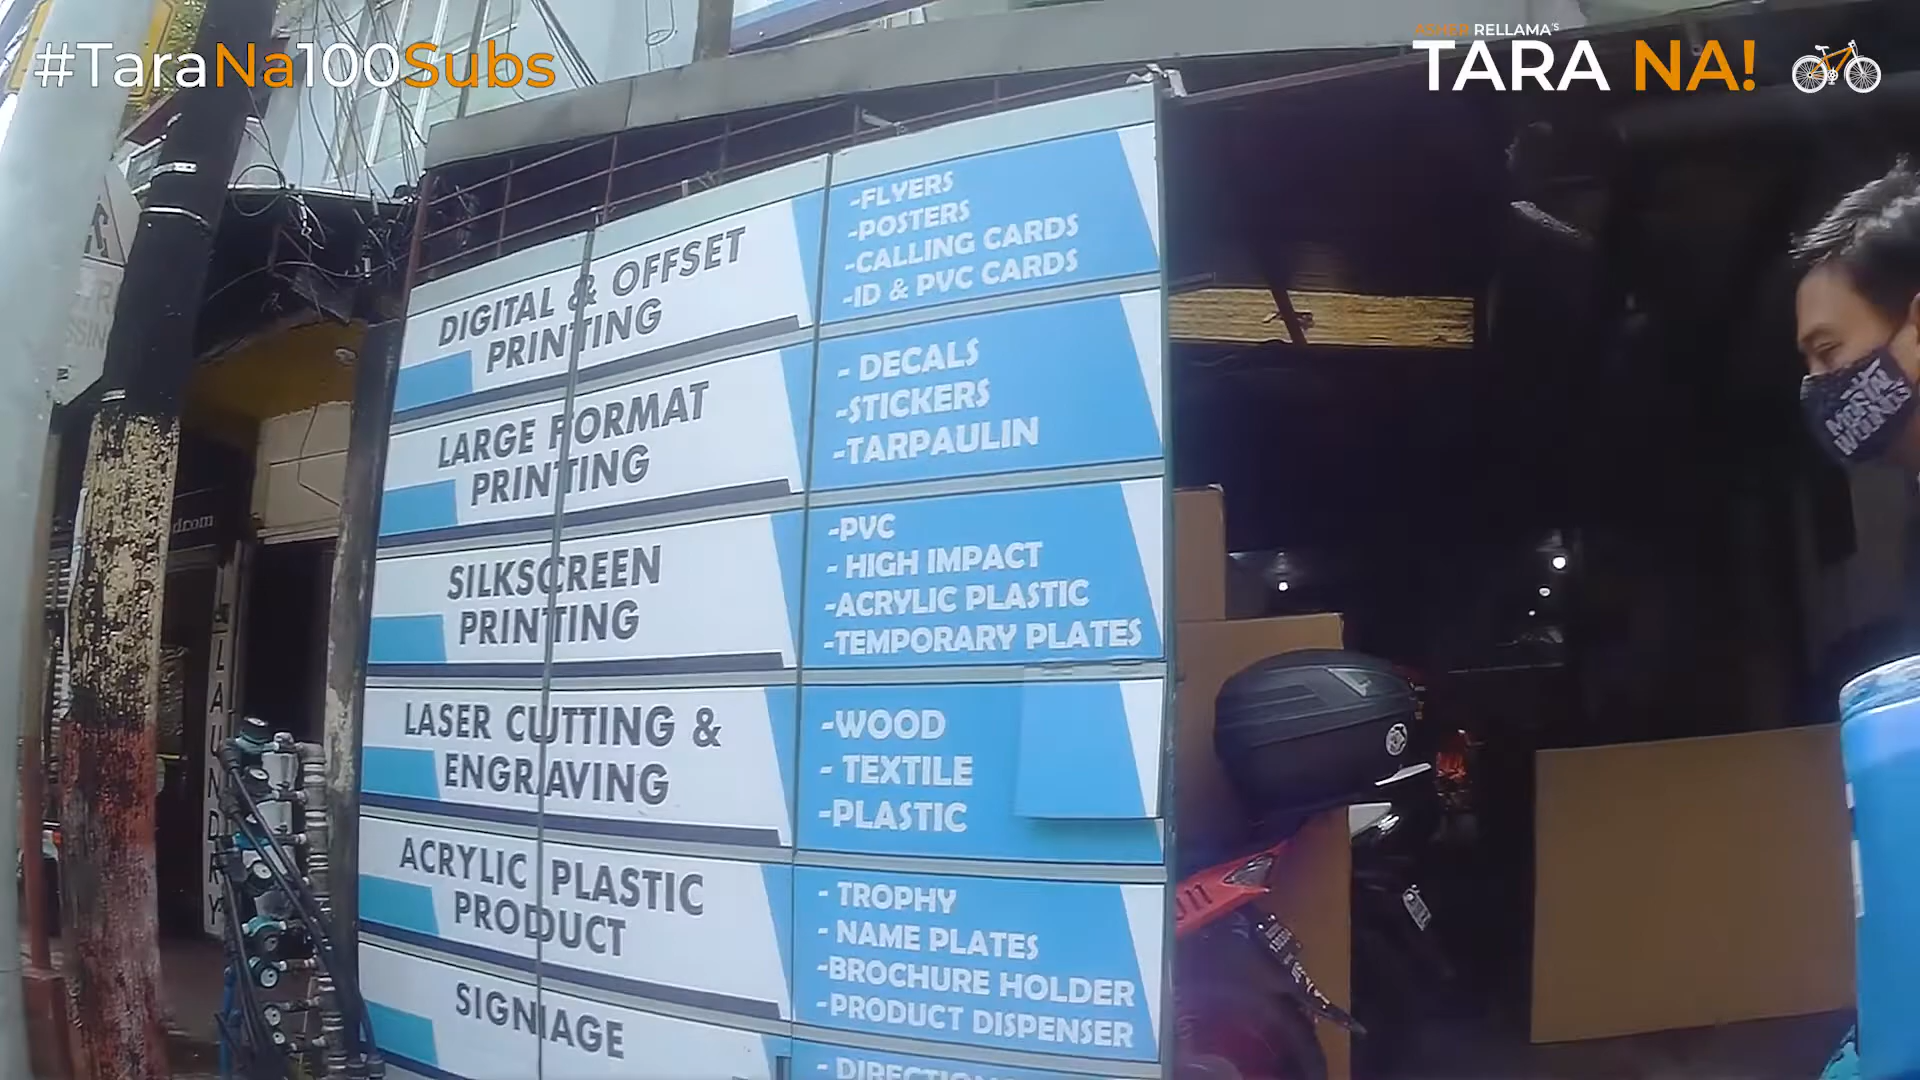 #TaraNa100Subs
ASHER RELLAMA'S
TARA NA!
DIGITAL & OFFSET
PRINTING
-FLYERS
-POSTERS
-CALLING CARDS
-ID & PVC CARDS
LARGE FORMAT
PRINTING
- DECALS
-STICKERS
-TARPAULIN
SILKSCREEN
PRINTING
-PVC
- HIGH IMPACT
-ACRYLIC PLASTIC
-TEMPORARY PLATES
LASER CUTTING &
ENGRAVING
-WOOD
- TEXTILE
-PLASTIC
ACRYLIC PLASTIC
PRODUCT
- TROPHY
- NAME PLATES
-BROCHURE HOLDER
-PRODUCT DISPENSER
SIGNIAGE
LAUNDRY